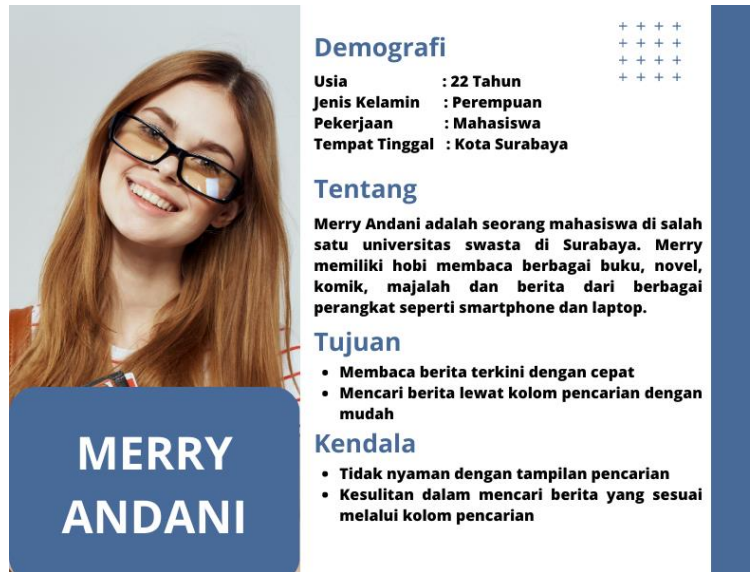 Demografi
Usia : 22 Tahun
Jenis Kelamin : Perempuan
Pekerjaan : Mahasiswa
Tempat Tinggal : Kota Surabaya
Tentang
Merry Andani adalah seorang mahasiswa di salah
satu universitas swasta di Surabaya. Merry
memiliki hobi membaca berbagai buku, novel,
komik, majalah dan berita dari berbagai
perangkat seperti smartphone dan laptop.
Tujuan
• Membaca berita terkini dengan cepat
• Mencari berita lewat kolom pencarian dengan
mudah
Kendala
• Tidak nyaman dengan tampilan pencarian
• Kesulitan dalam mencari berita yang sesuai
melalui kolom pencarian
MERRY
ANDANI